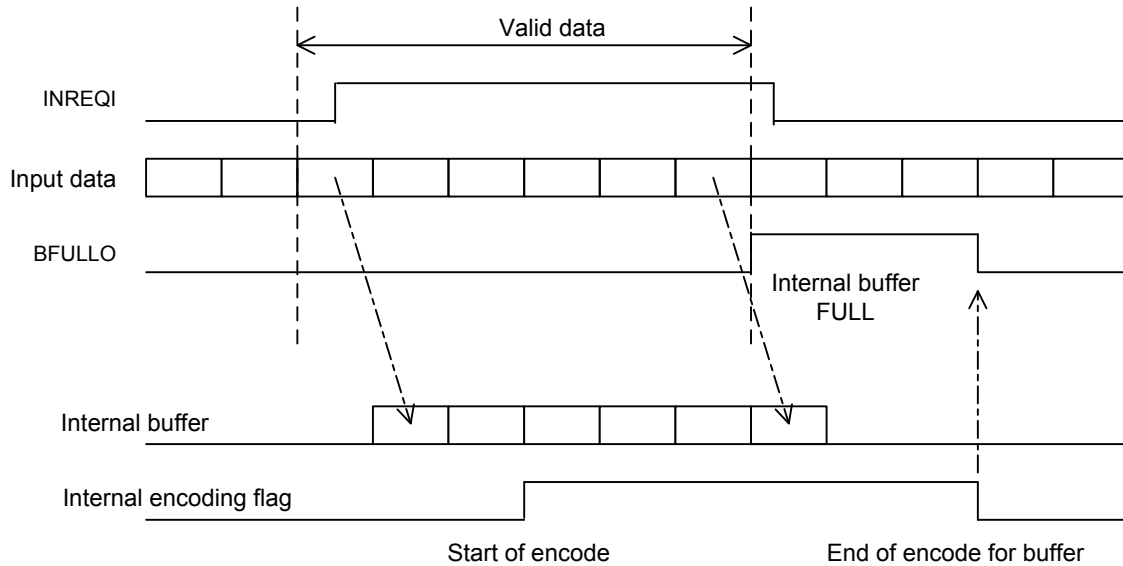 Valid data
INREQI
Input data
BFULLO
Internal buffer
FULL
Internal buffer
Internal encoding flag
Start of encode
End of encode for buffer